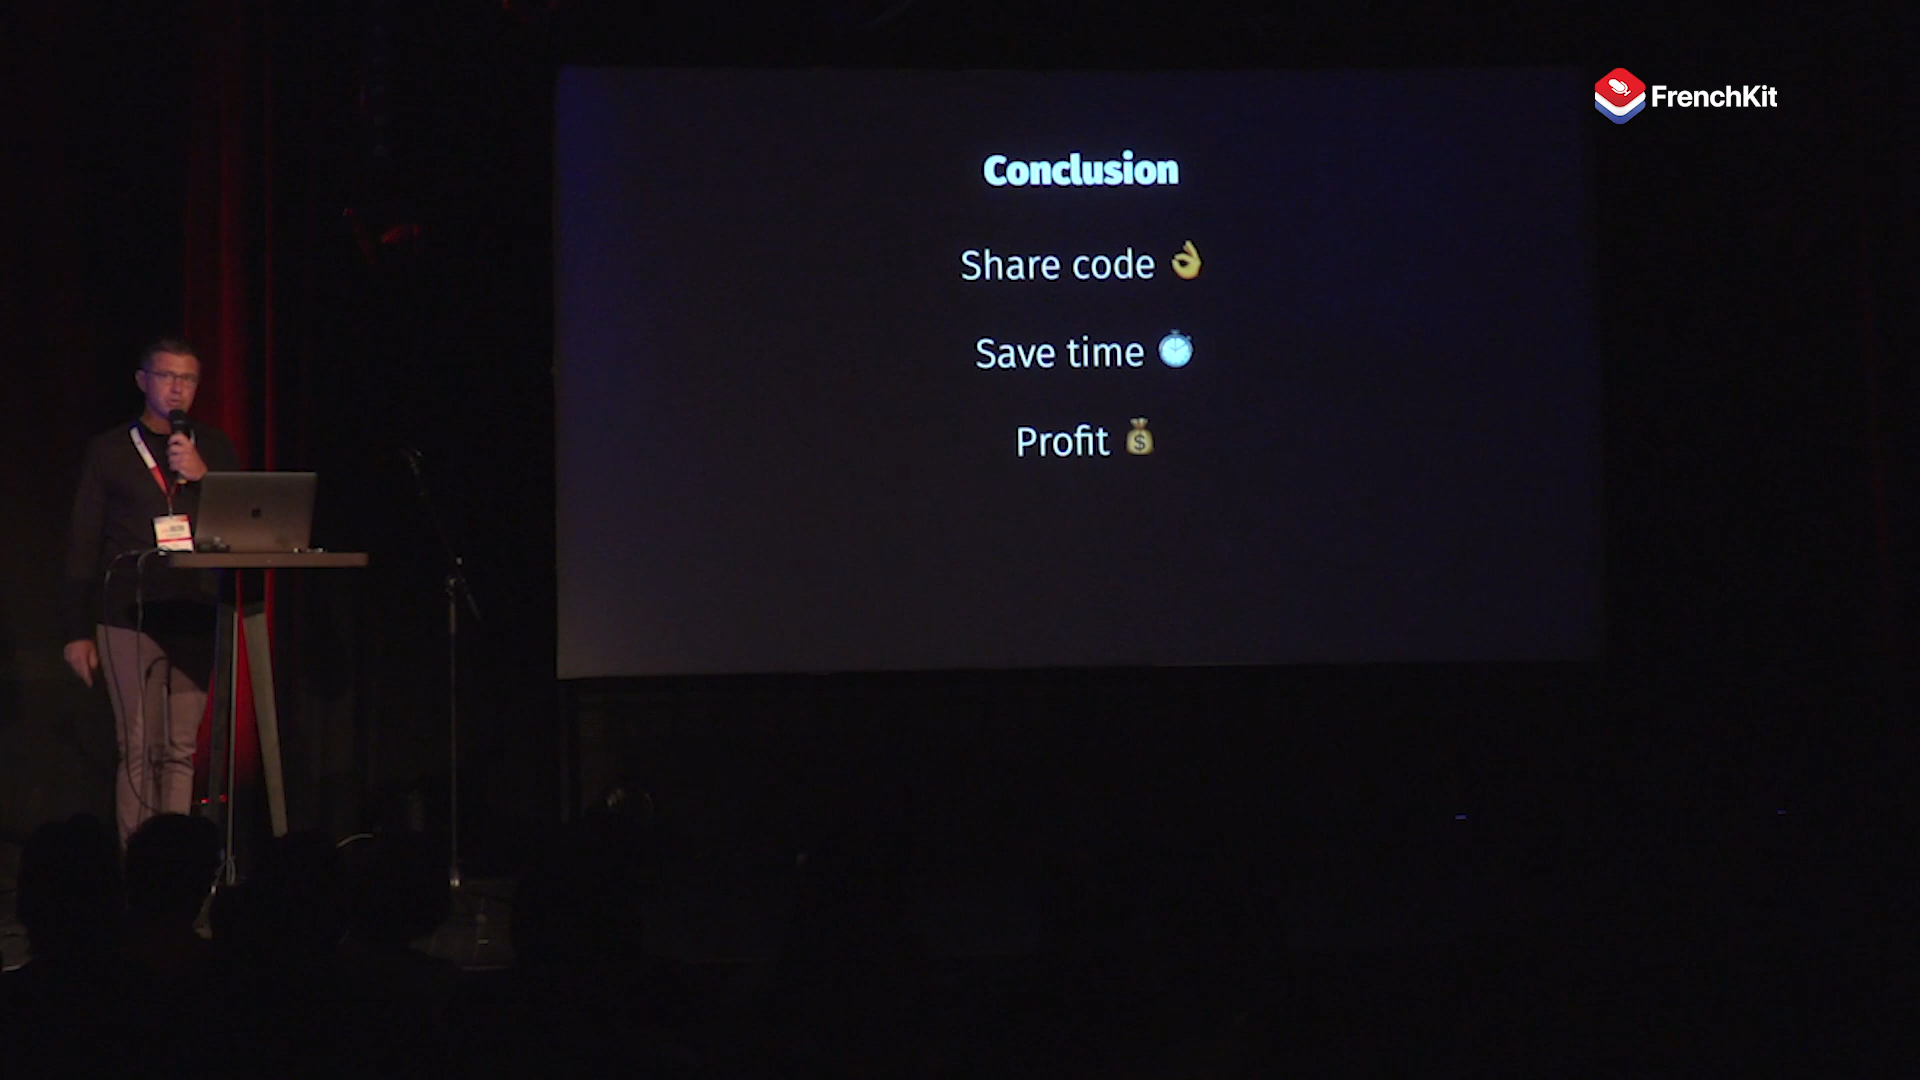 FrenchKit
Conclusion
Share code 👌
Save time ⏱
Profit 💰